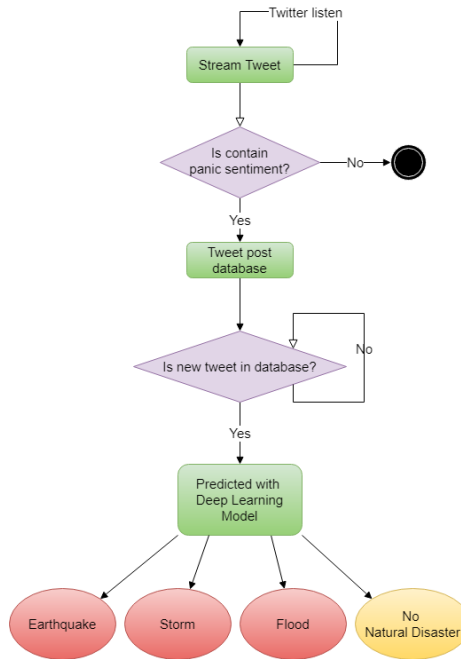 Twitter listen
Stream Tweet
Is contain
panic sentiment?
No
Yes
Tweet post
database
Is new tweet in database?
No
Yes
Predicted with
Deep Learning
Model
Earthquake
Storm
Flood
No
Natural Disaster